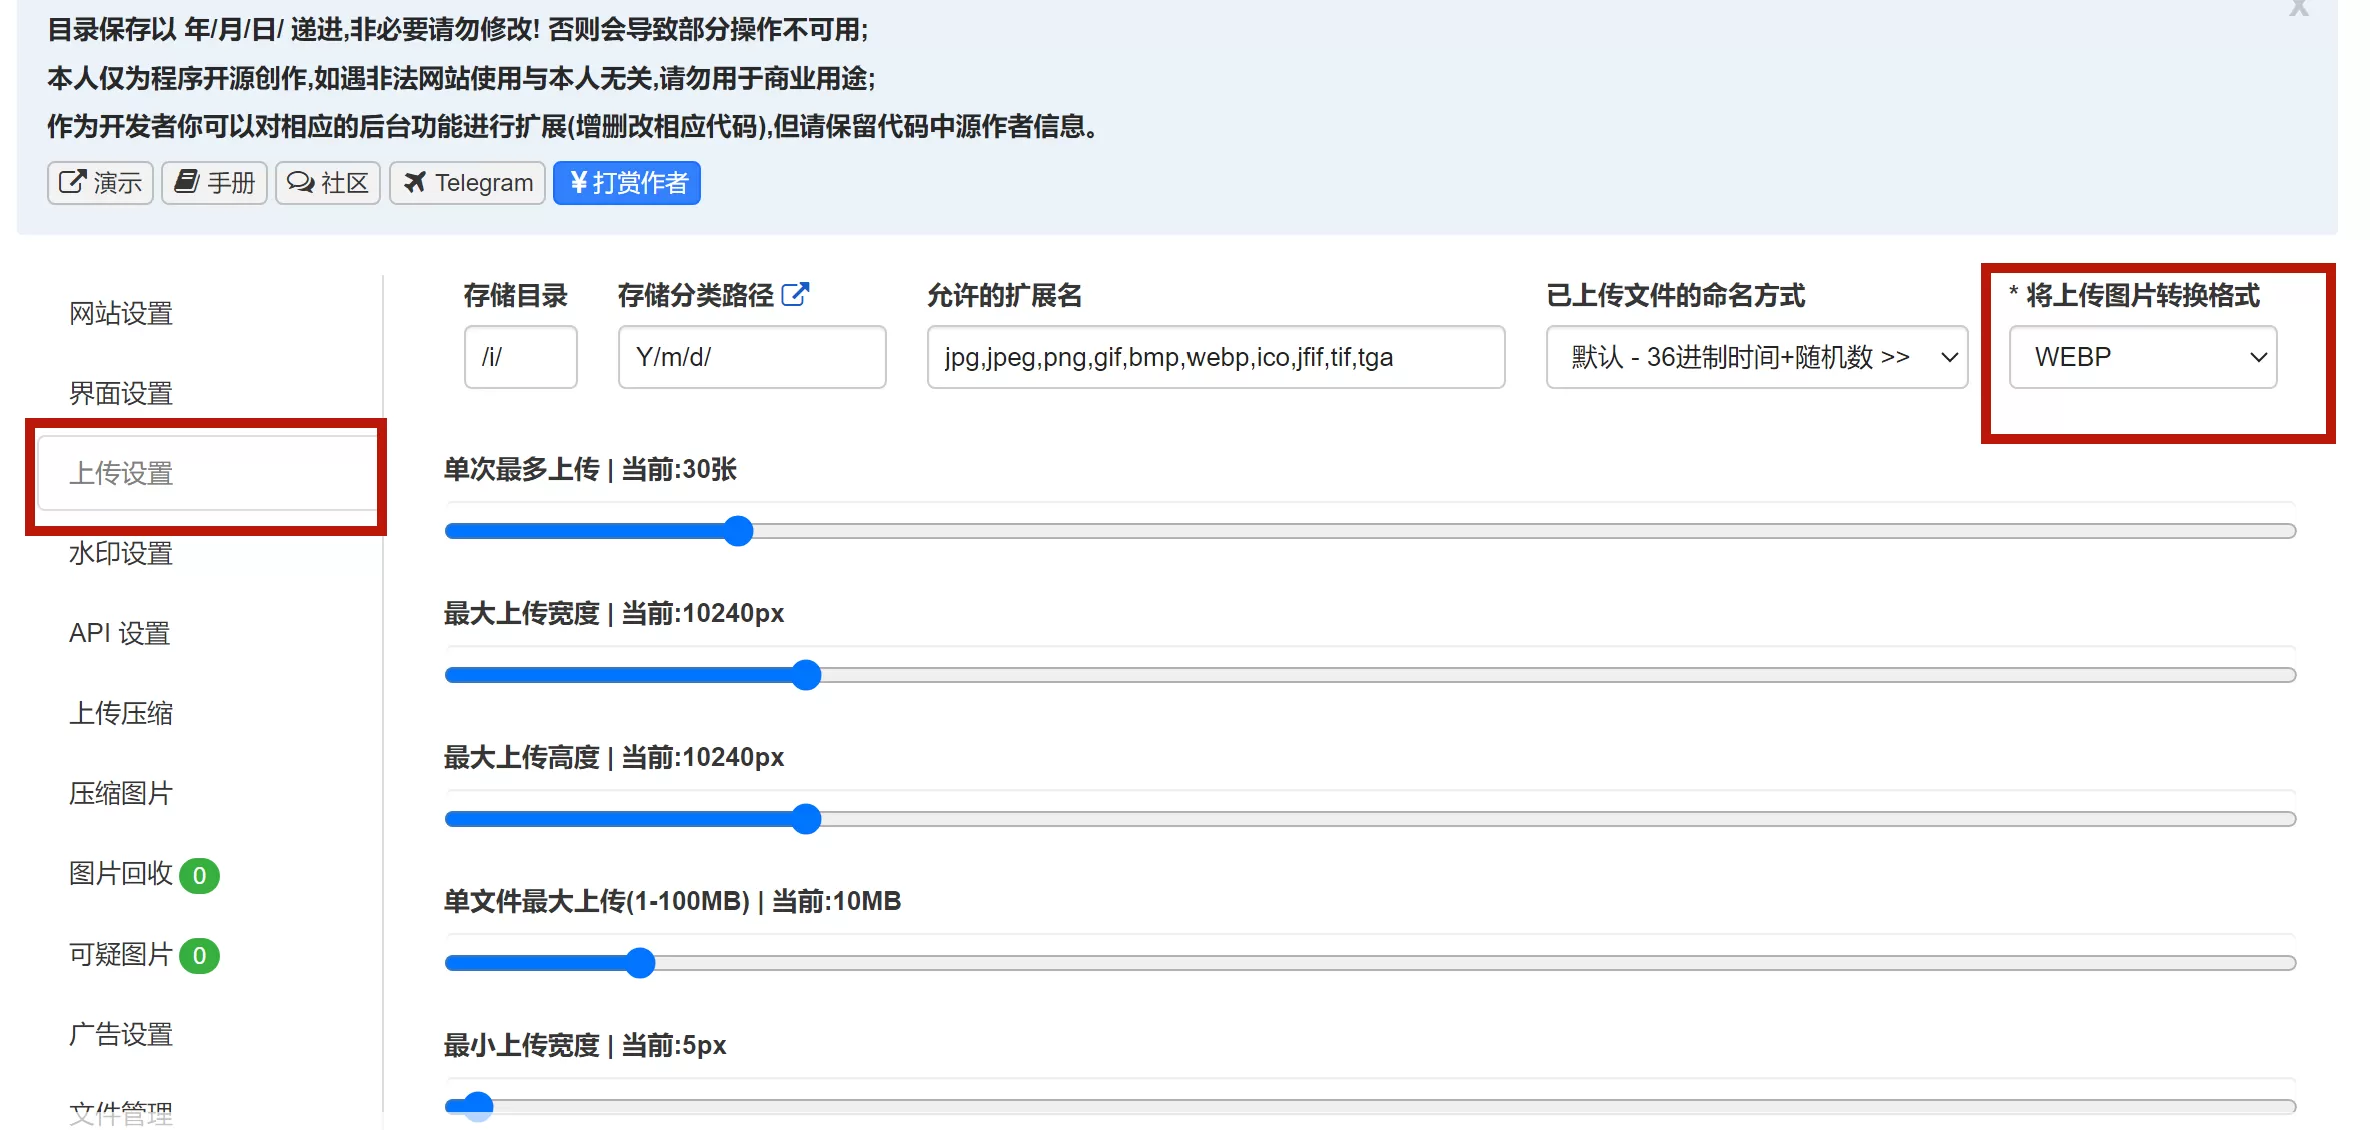 目录保存以 年/月/日/ 递进,非必要请勿修改! 否则会导致部分操作不可用;
本人仅为程序开源创作,如遇非法网站使用与本人无关,请勿用于商业用途;
作为开发者你可以对相应的后台功能进行扩展(增删改相应代码),但请保留代码中源作者信息。
演示 手册 社区 Telegram ¥打赏作者
网站设置
界面设置
上传设置
水印设置
API 设置
上传压缩
压缩图片
图片回收 0
可疑图片 0
广告设置
文件管理
存储目录 存储分类路径 允许的扩展名 已上传文件的命名方式 * 将上传图片转换格式
/i/ Y/m/d/ jpg,jpeg,png,gif,bmp,webp,ico,jfif,tif,tga 默认 - 36进制时间+随机数 >> WEBP
单次最多上传 | 当前:30张
最大上传宽度 | 当前:10240px
最大上传高度 | 当前:10240px
单文件最大上传(1-100MB) | 当前:10MB
最小上传宽度 | 当前:5px